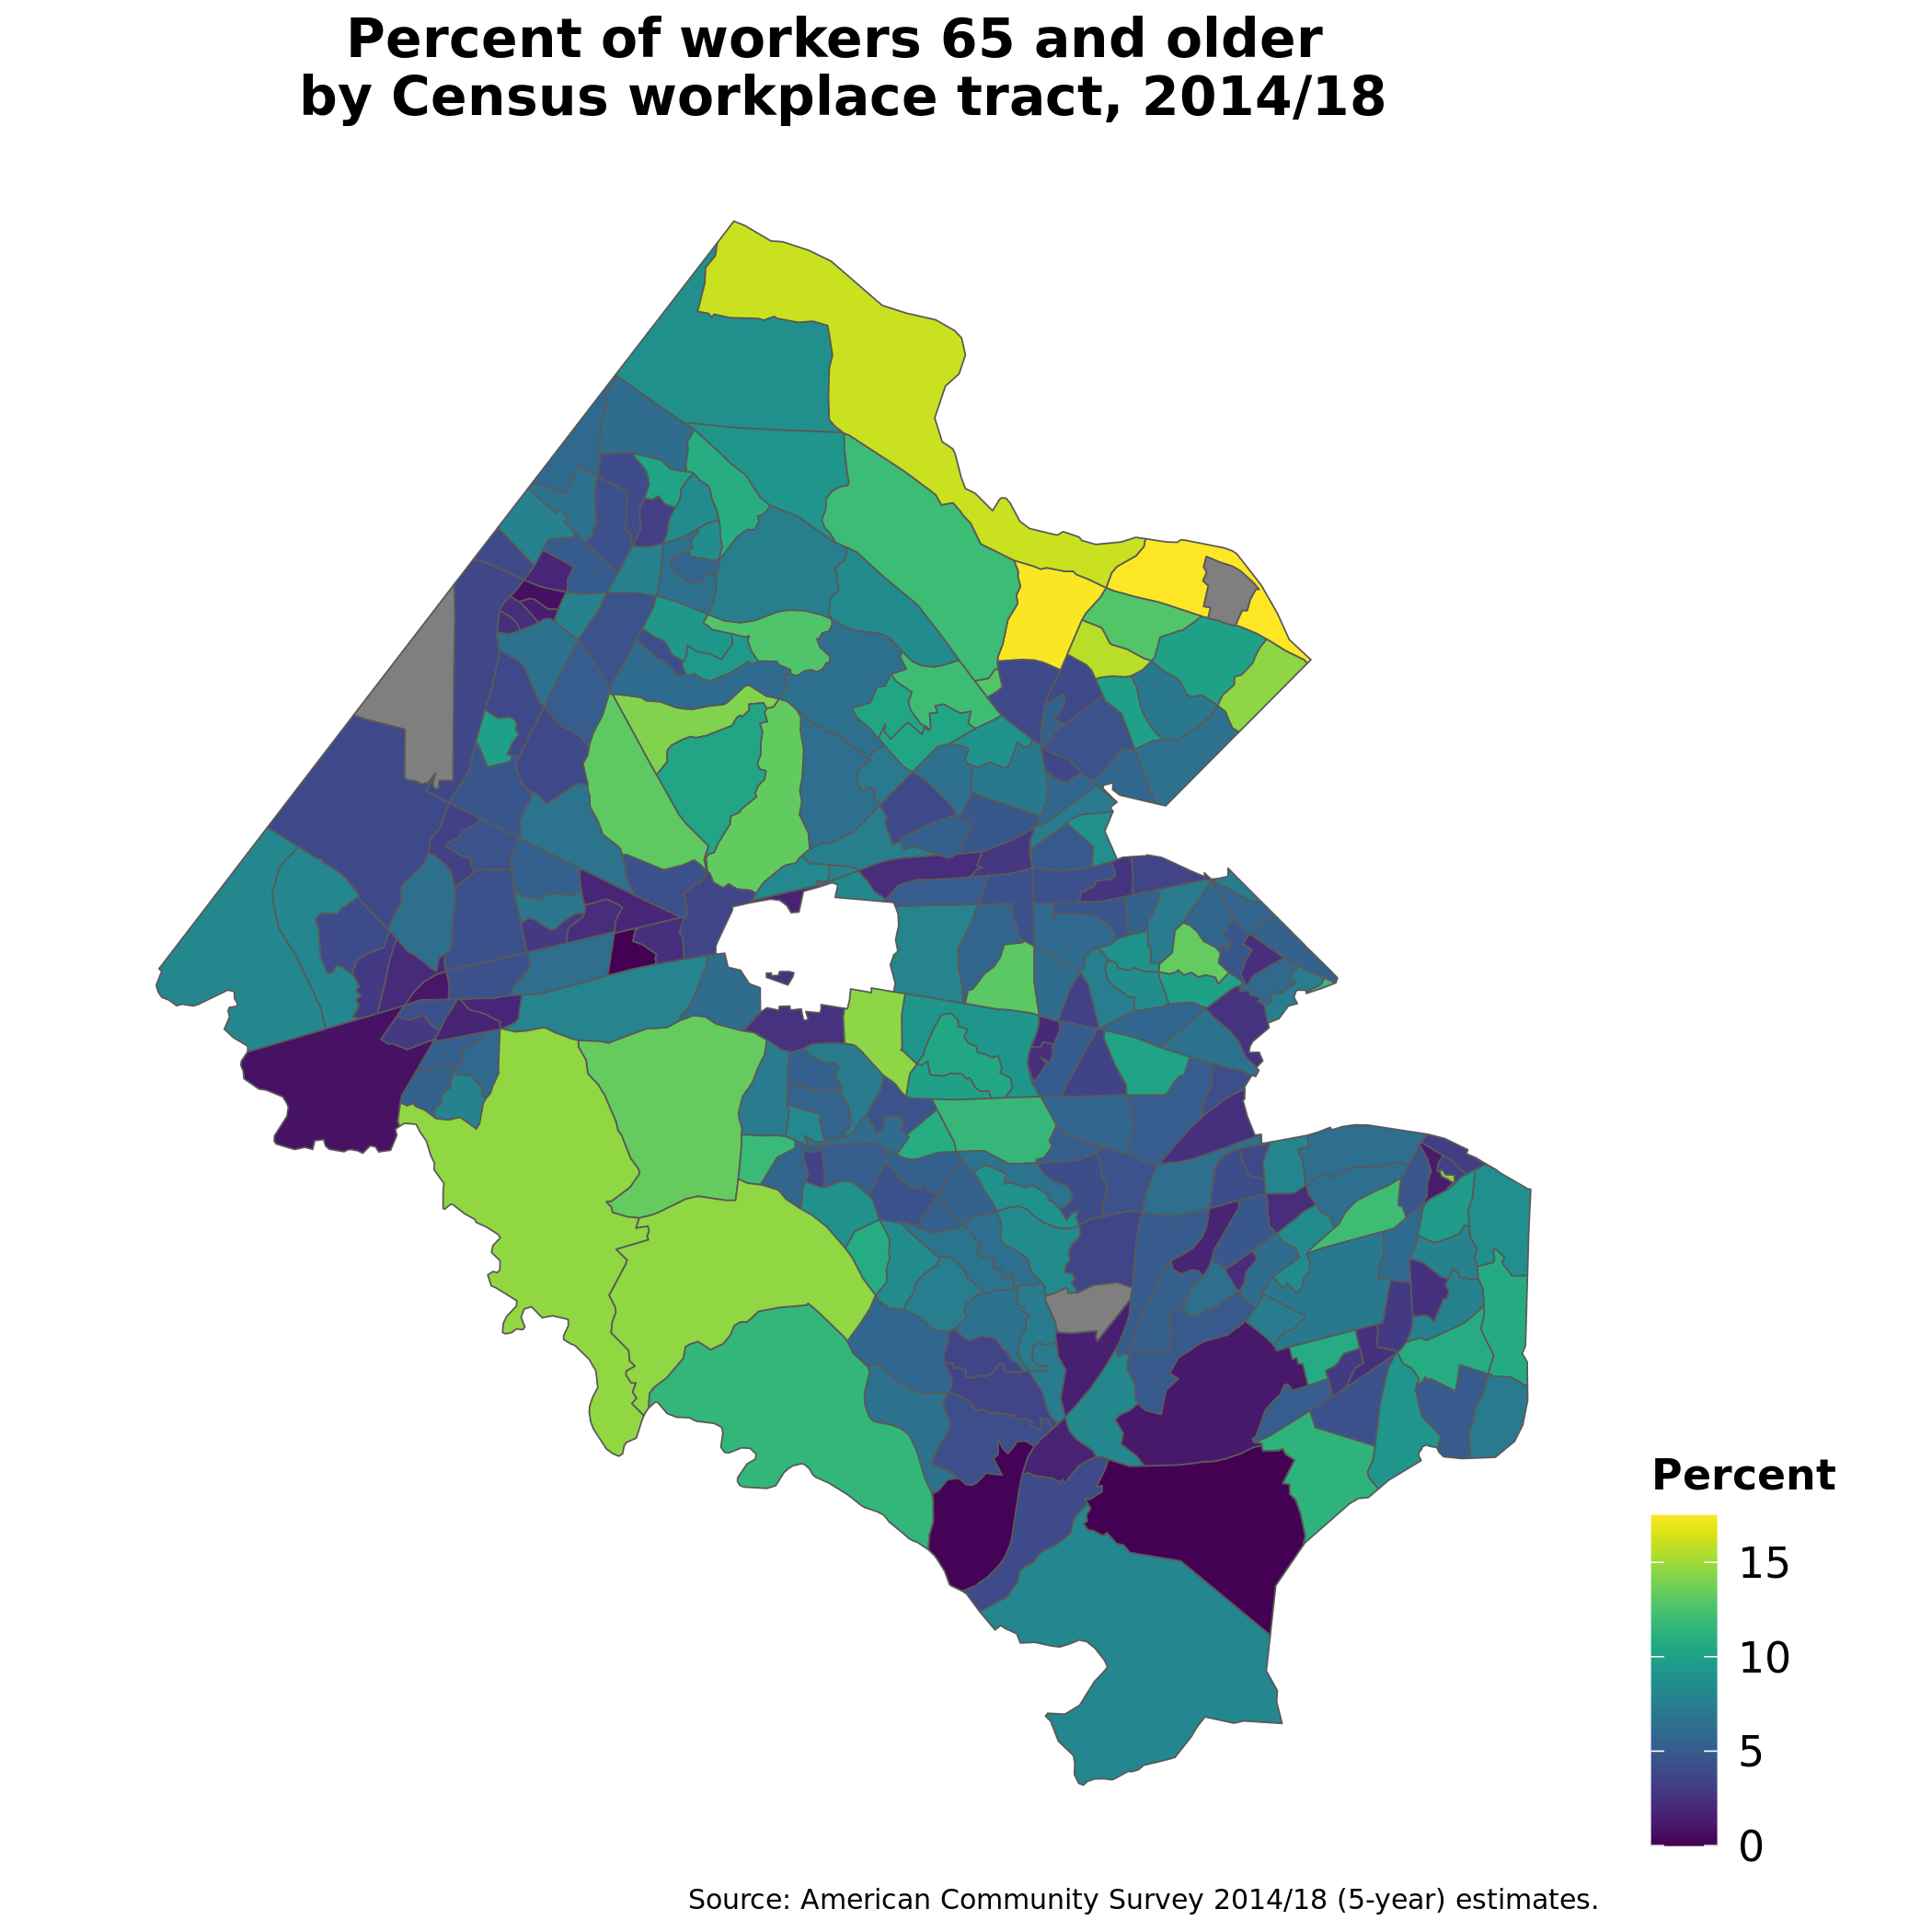 Percent of workers 65 and older
by Census workplace tract, 2014/18
Percent
15
10
5
0
Source: American Community Survey 2014/18 (5-year) estimates.